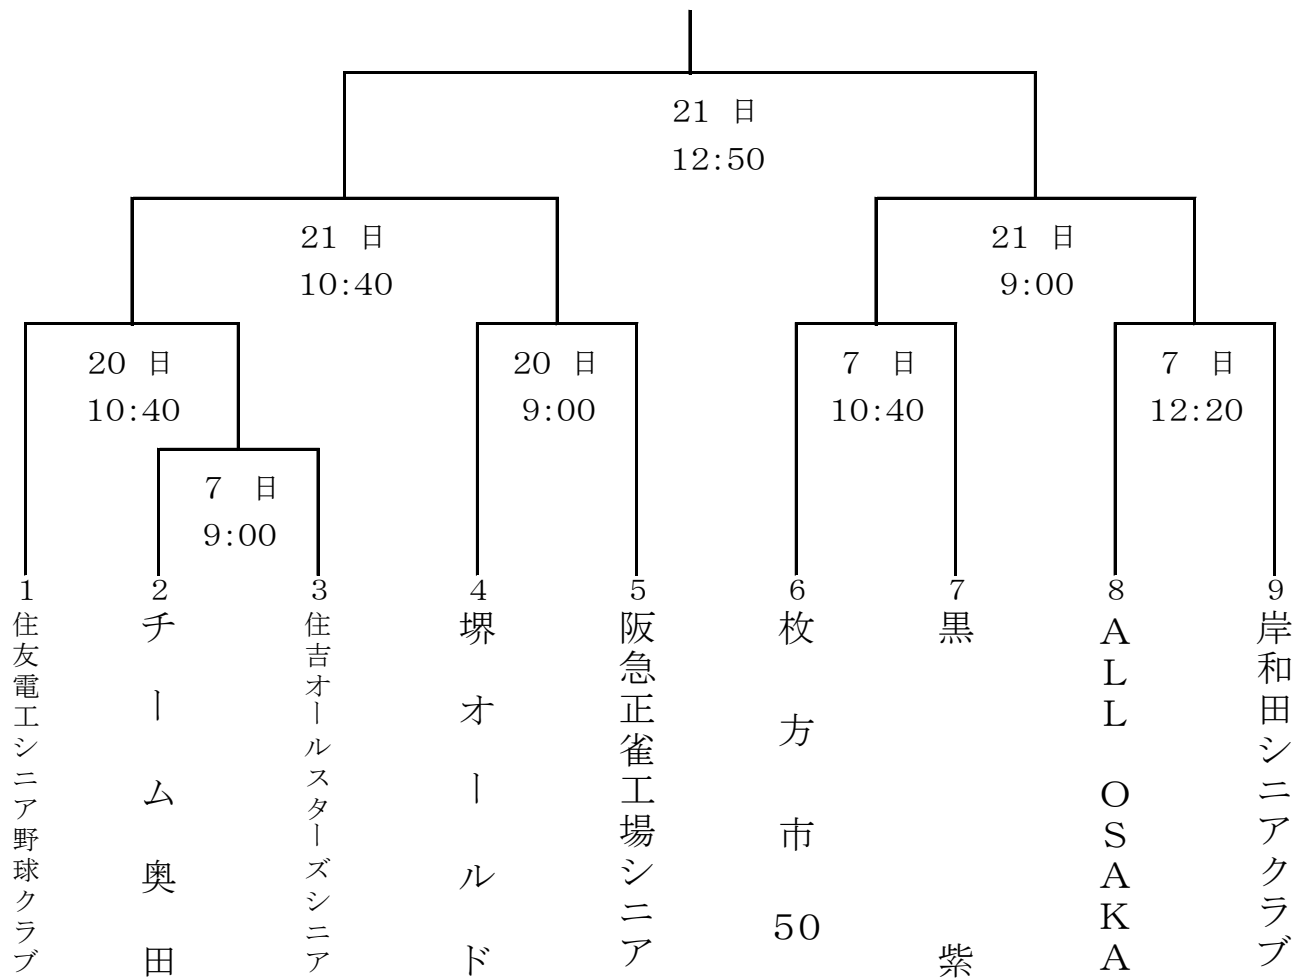 21 日
12:50
21 日
10:40
21 日
9:00
20 日
10:40
20 日
9:00
7 日
10:40
7 日
12:20
7 日
9:00
1
住友電工シニア野球クラブ
2
チーム奥田
3
住吉オールスターズシニア
4
堺オールド
5
阪急正雀工場シニア
6
枚方市50
7
黒紫
8
ALL OSAKA
9
岸和田シニアクラブ